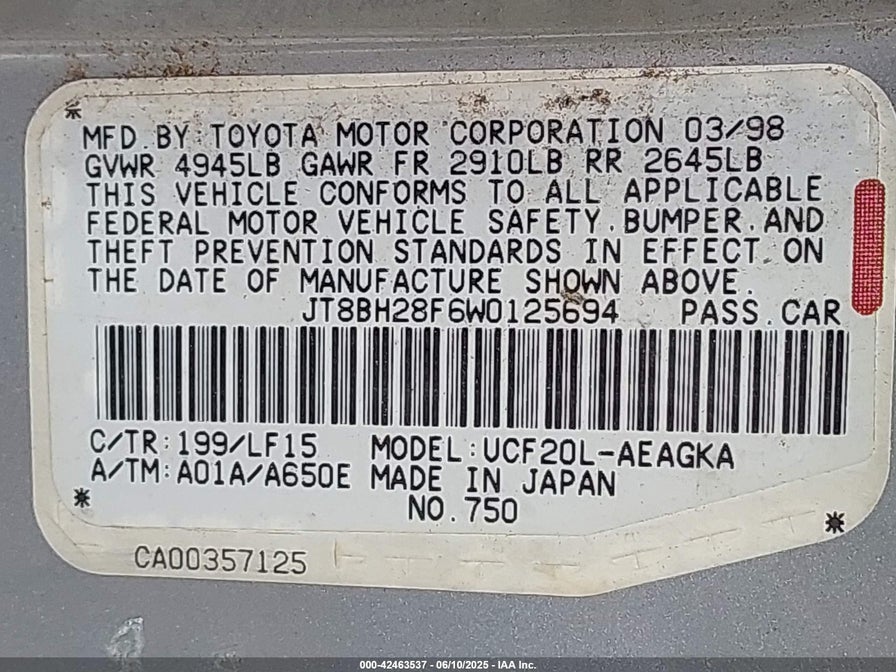 MFD. BY: TOYOTA MOTOR CORPORATION 03/98
GVWR 4945LB GAWR FR 2910LB RR 2645LB
THIS VEHICLE CONFORMS TO ALL APPLICABLE
FEDERAL MOTOR VEHICLE SAFETY, BUMPER, AND
THEFT PREVENTION STANDARDS IN EFFECT ON
THE DATE OF MANUFACTURE SHOWN ABOVE.
JT8BH28F6W0125694 PASS. CAR
C/TR: 199/LF15 MODEL: UCF20L-AEAGKA
A/TM: A01A/A650E MADE IN JAPAN
NO. 750
CA00357125
000-42463537 - 06/10/2025 - IAA Inc.